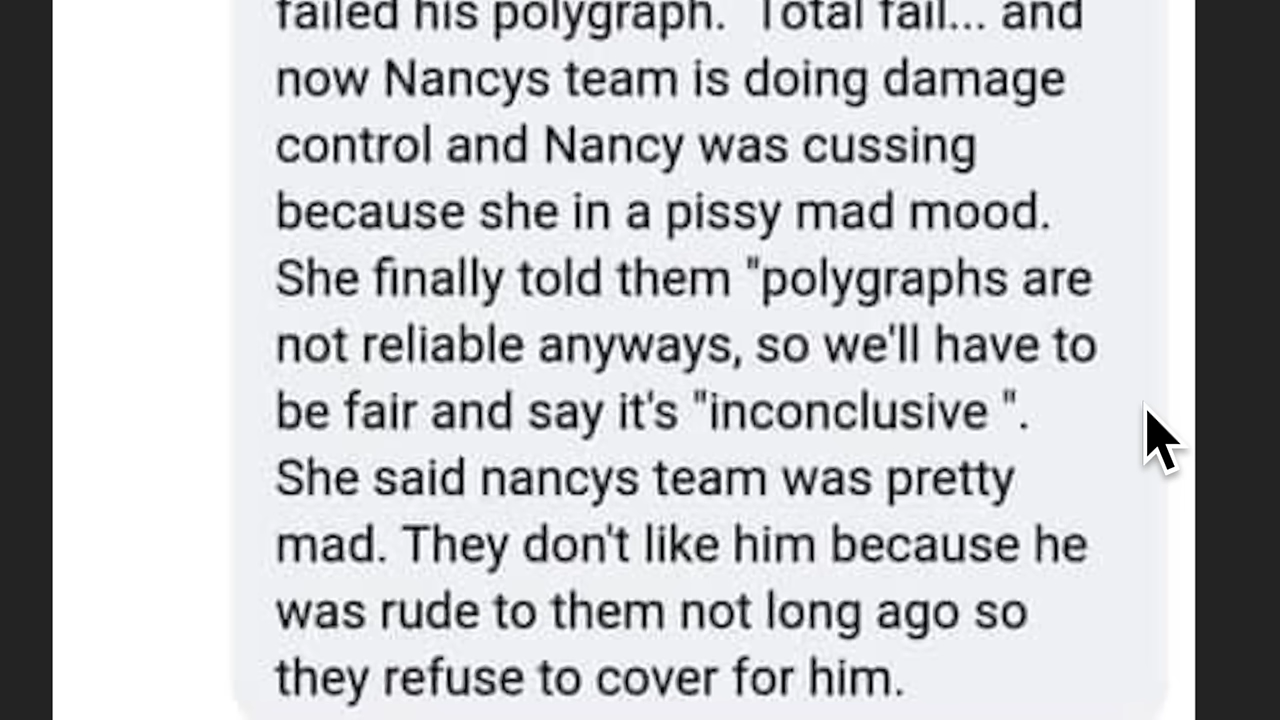 failed his polygraph.  Total fail... and
now Nancys team is doing damage
control and Nancy was cussing
because she in a pissy mad mood.
She finally told them "polygraphs are
not reliable anyways, so we'll have to
be fair and say it's "inconclusive ".
She said nancys team was pretty
mad. They don't like him because he
was rude to them not long ago so
they refuse to cover for him.